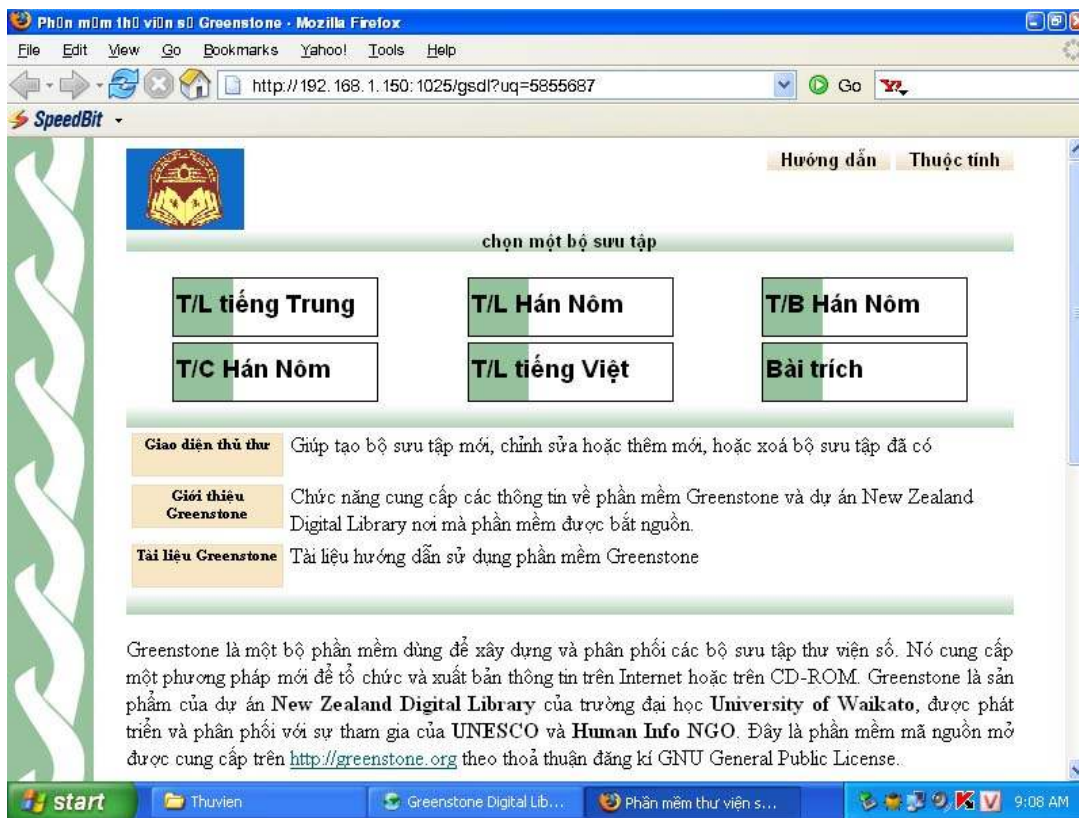 Ph▯n m▯m th▯ vi▯n s▯ Greenstone - Mozilla Firefox
File Edit View Go Bookmarks Yahoo! Tools Help
http://192.168.1.150:1025/gsdl?uq=5855687 Go Y!
SpeedBit
Hướng dẫn Thuộc tính
chọn một bộ sưu tập
T/L tiếng Trung T/L Hán Nôm T/B Hán Nôm
T/C Hán Nôm T/L tiếng Việt Bài trích
Giao diện thủ thư Giúp tạo bộ sưu tập mới, chỉnh sửa hoặc thêm mới, hoặc xoá bộ sưu tập đã có
Giới thiệu Greenstone Chức năng cung cấp các thông tin về phần mềm Greenstone và dự án New Zealand
Digital Library nơi mà phần mềm được bắt nguồn.
Tài liệu Greenstone Tài liệu hướng dẫn sử dụng phần mềm Greenstone
Greenstone là một bộ phần mềm dùng để xây dựng và phân phối các bộ sưu tập thư viện số. Nó cung cấp
một phương pháp mới để tổ chức và xuất bản thông tin trên Internet hoặc trên CD-ROM. Greenstone là sản
phẩm của dự án New Zealand Digital Library của trường đại học University of Waikato, được phát
triển và phân phối với sự tham gia của UNESCO và Human Info NGO. Đây là phần mềm mã nguồn mở
được cung cấp trên http://greenstone.org theo thoả thuận đăng kí GNU General Public License.
start Thuvien Greenstone Digital Lib... Phần mềm thư viện s... K V 9:08 AM